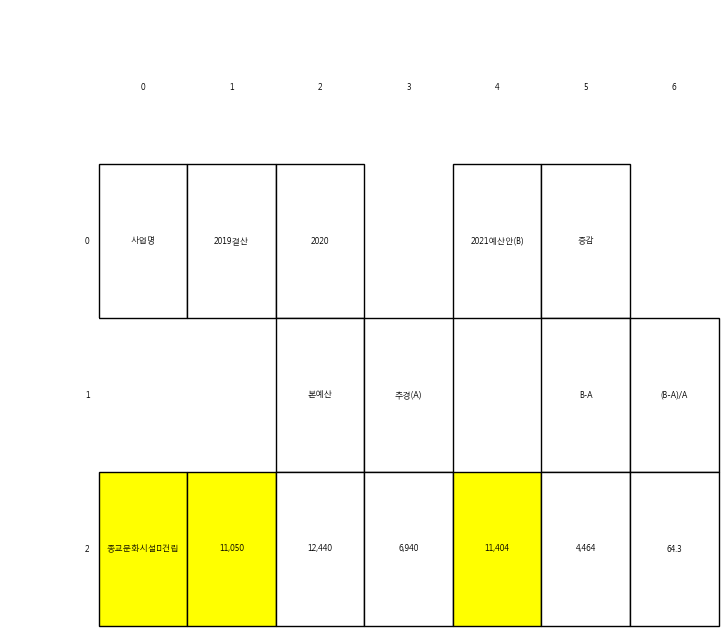 0 1 2 3 4 5 6
0 사업명 2019결산 2020 2021예산안(B) 증감
1 본예산 추경(A) B-A (B-A)/A
2 종교문화시설󰋎건립 11,050 12,440 6,940 11,404 4,464 64.3